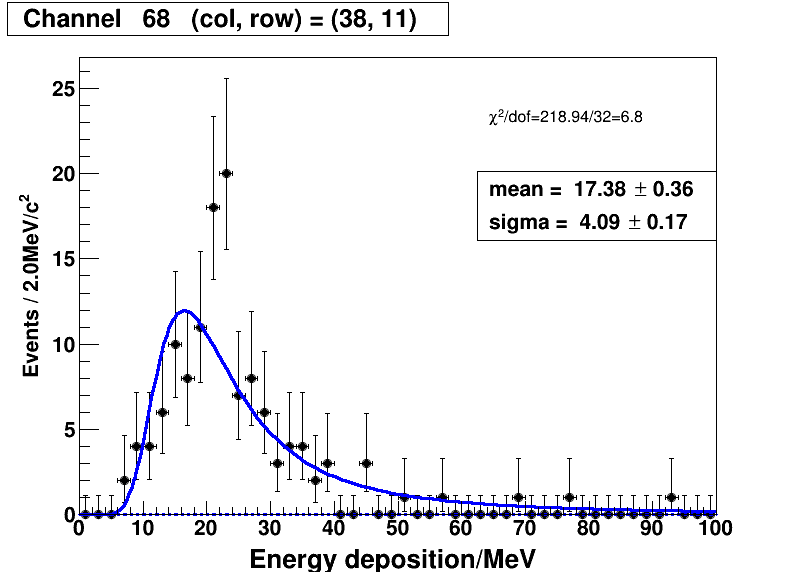 Channel 68 (col, row) = (38, 11)
χ²/dof=218.94/32=6.8
mean = 17.38 ± 0.36
sigma = 4.09 ± 0.17
Events / 2.0MeV/c²
25
20
15
10
5
0
0 10 20 30 40 50 60 70 80 90 100
Energy deposition/MeV